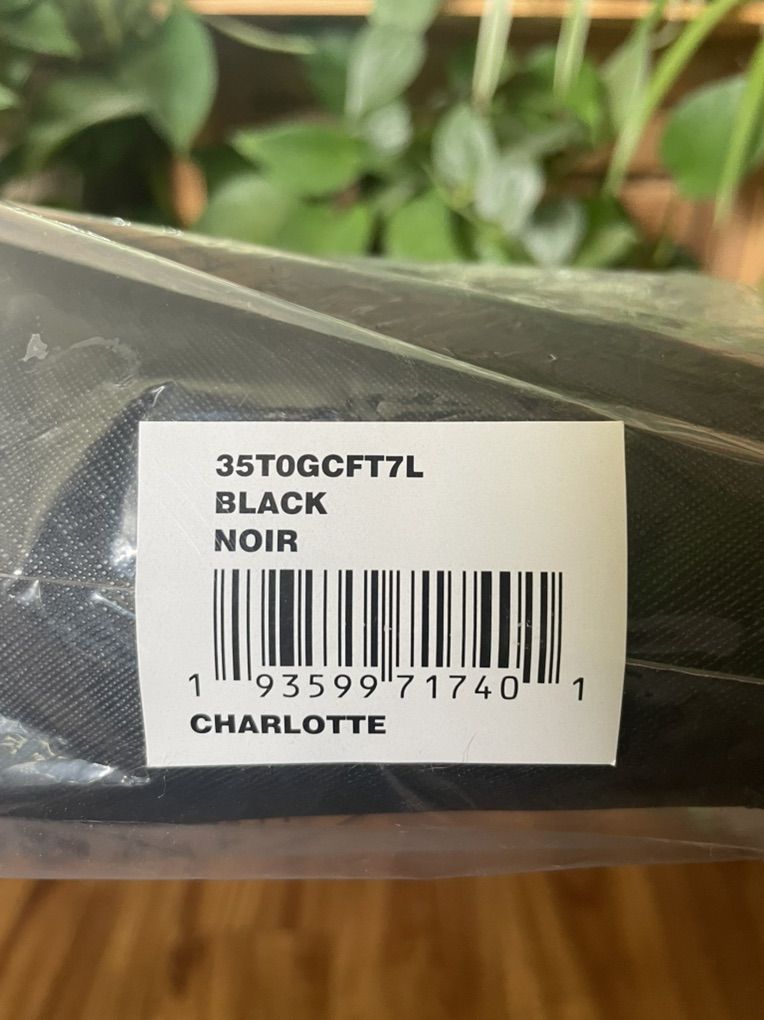 35T0GCFT7L
BLACK
NOIR
1 93599 71740 1
CHARLOTTE